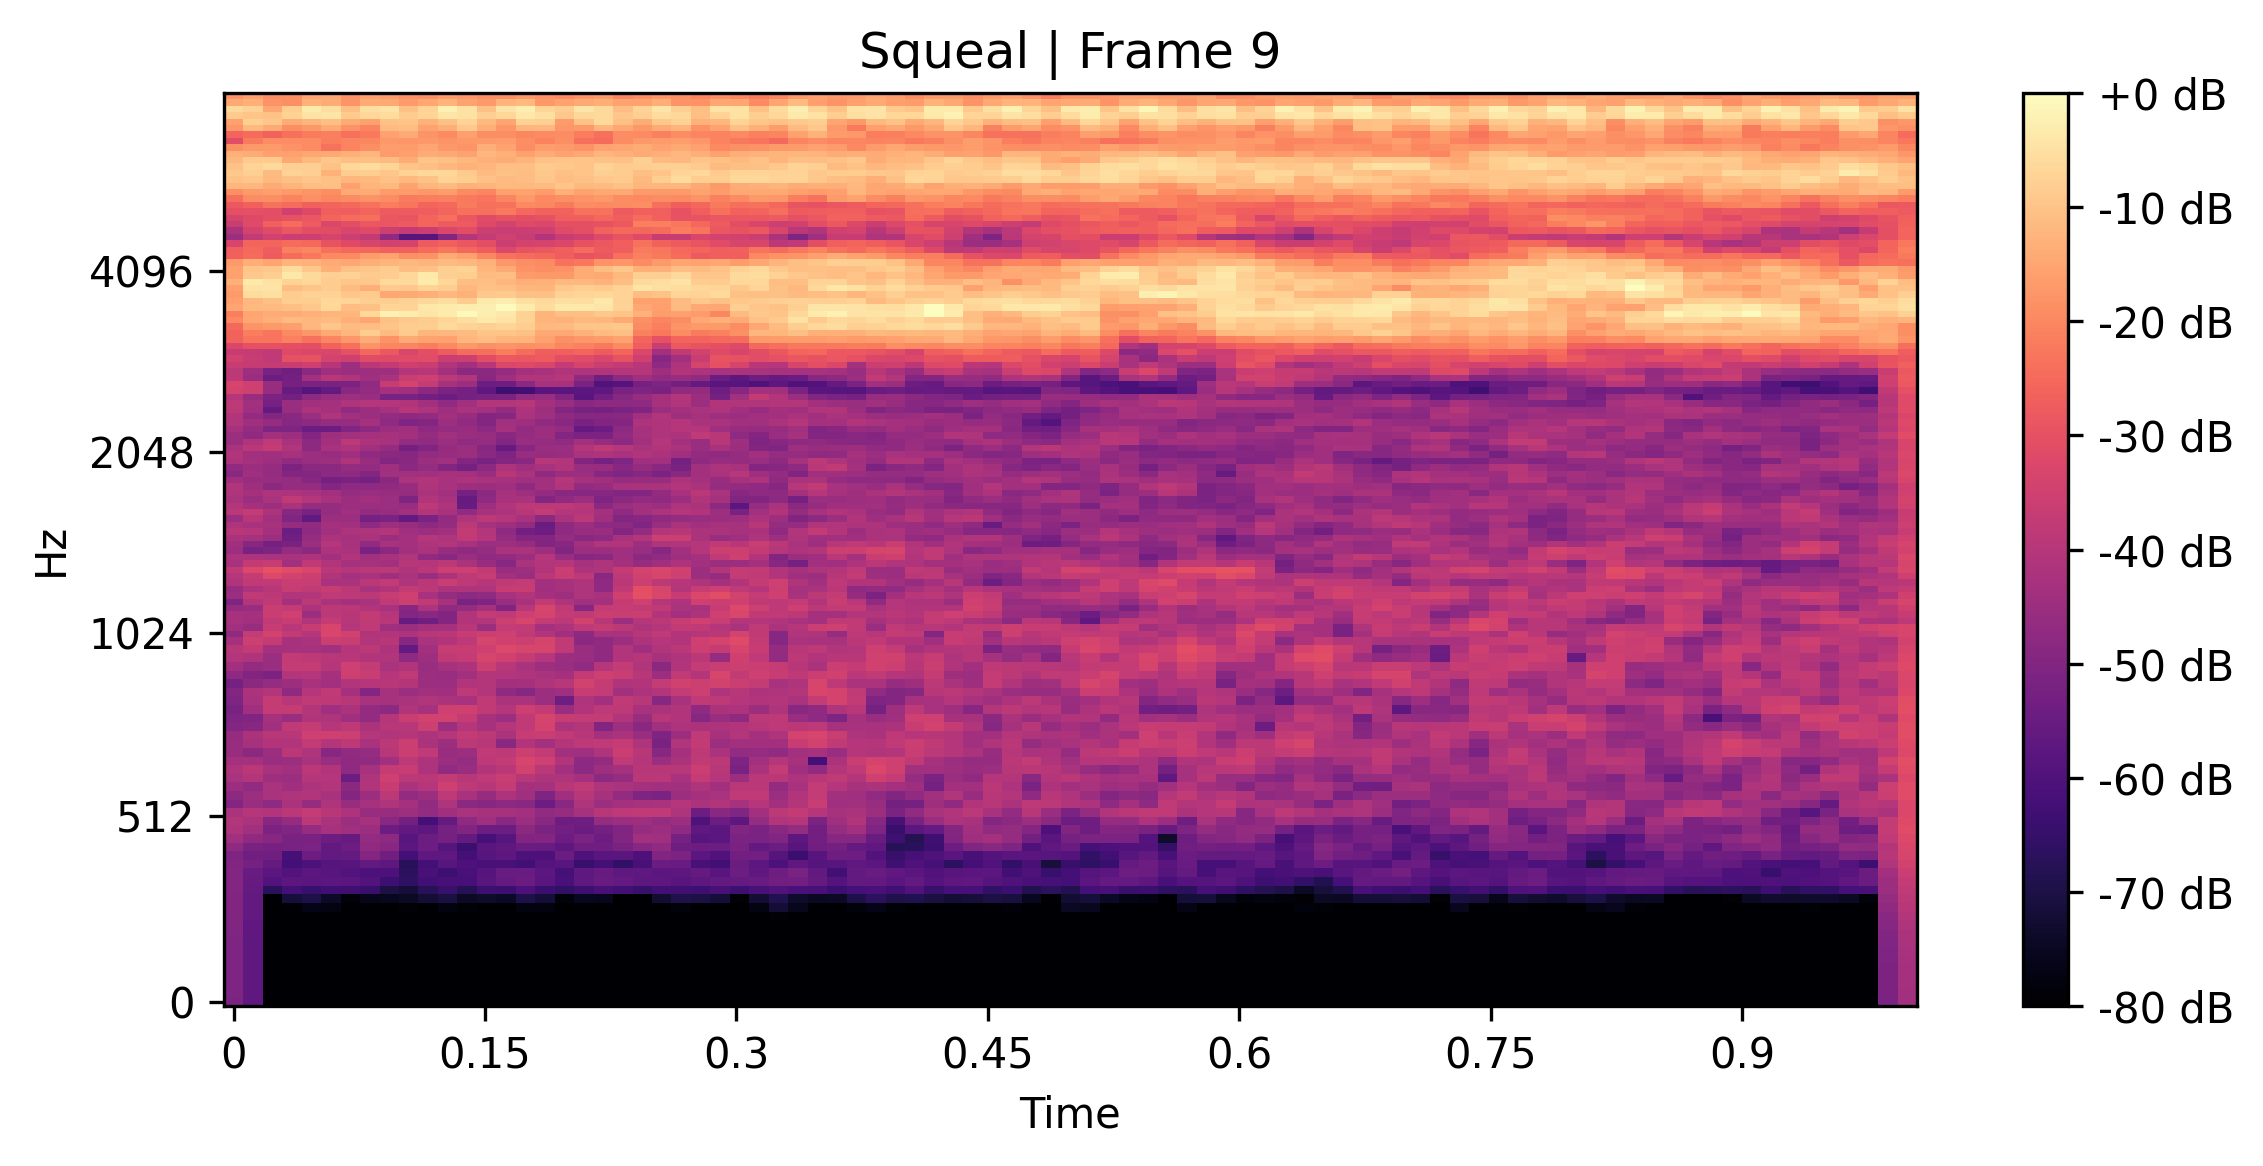 Squeal | Frame 9
Hz
4096
2048
1024
512
0
0 0.15 0.3 0.45 0.6 0.75 0.9
Time
+0 dB
-10 dB
-20 dB
-30 dB
-40 dB
-50 dB
-60 dB
-70 dB
-80 dB